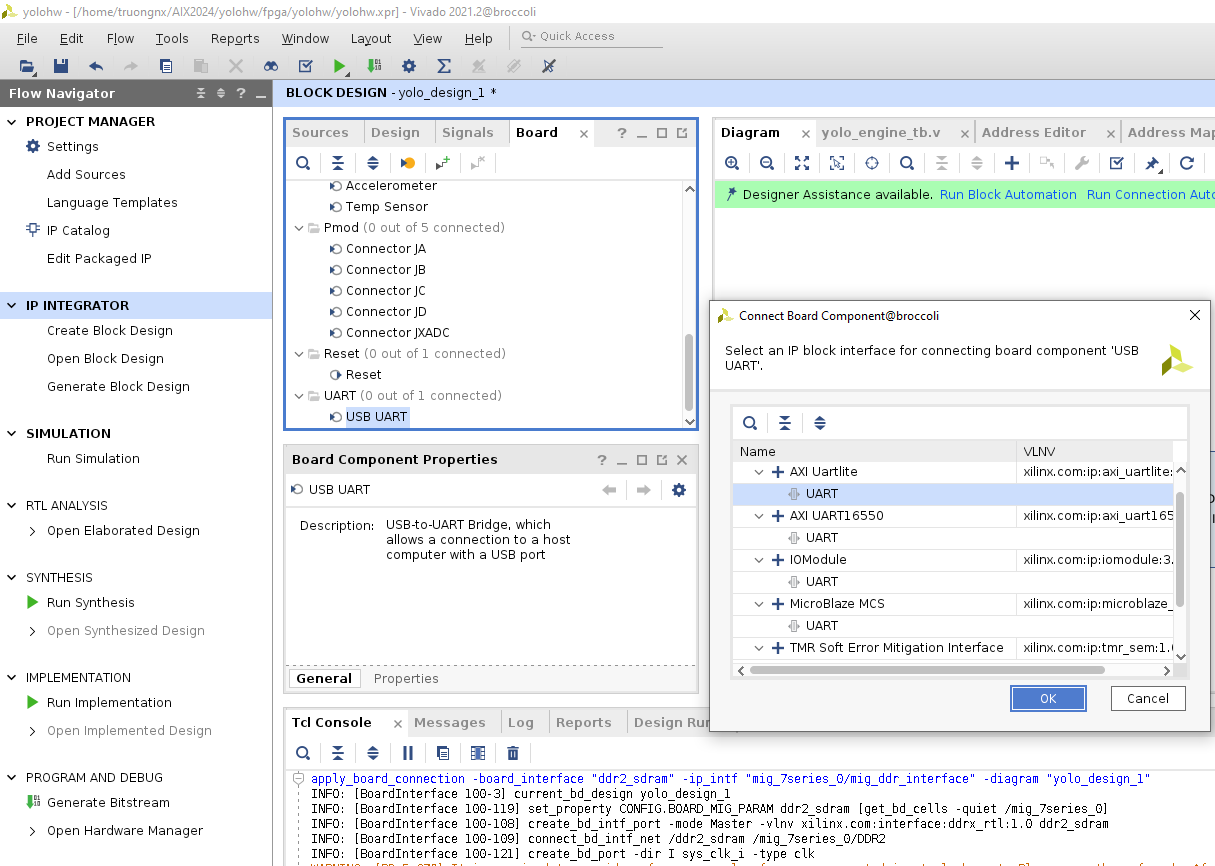 yolohw - [/home/truongnx/AIX2024/yolohw/fpga/yolohw/yolohw.xpr] - Vivado 2021.2@broccoli
File Edit Flow Tools Reports Window Layout View Help Quick Access
Flow Navigator
PROJECT MANAGER
Settings
Add Sources
Language Templates
IP Catalog
Edit Packaged IP
IP INTEGRATOR
Create Block Design
Open Block Design
Generate Block Design
SIMULATION
Run Simulation
RTL ANALYSIS
Open Elaborated Design
SYNTHESIS
Run Synthesis
Open Synthesized Design
IMPLEMENTATION
Run Implementation
Open Implemented Design
PROGRAM AND DEBUG
Generate Bitstream
Open Hardware Manager
BLOCK DESIGN - yolo_design_1 *
Sources Design Signals Board
Accelerometer
Temp Sensor
Pmod (0 out of 5 connected)
Connector JA
Connector JB
Connector JC
Connector JD
Connector JXADC
Reset (0 out of 1 connected)
Reset
UART (0 out of 1 connected)
USB UART
Board Component Properties
USB UART
Description: USB-to-UART Bridge, which
allows a connection to a host
computer with a USB port
General Properties
Diagram yolo_engine_tb.v Address Editor Address Map
Designer Assistance available. Run Block Automation Run Connection Auto
Connect Board Component@broccoli
Select an IP block interface for connecting board component 'USB
UART'.
Name VLNV
AXI Uartlite xilinx.com:ip:axi_uartlite:
UART
AXI UART16550 xilinx.com:ip:axi_uart165
UART
IOModule xilinx.com:ip:iomodule:3.
UART
MicroBlaze MCS xilinx.com:ip:microblaze_
UART
TMR Soft Error Mitigation Interface xilinx.com:ip:tmr_sem:1.
OK Cancel
Tcl Console Messages Log Reports Design Run
apply_board_connection -board_interface "ddr2_sdram" -ip_intf "mig_7series_0/mig_ddr_interface" -diagram "yolo_design_1"
INFO: [BoardInterface 100-3] current_bd_design yolo_design_1
INFO: [BoardInterface 100-119] set_property CONFIG.BOARD_MIG_PARAM ddr2_sdram [get_bd_cells -quiet /mig_7series_0]
INFO: [BoardInterface 100-108] create_bd_intf_port -mode Master -vlnv xilinx.com:interface:ddrx_rtl:1.0 ddr2_sdram
INFO: [BoardInterface 100-109] connect_bd_intf_net /ddr2_sdram /mig_7series_0/DDR2
INFO: [BoardInterface 100-121] create_bd_port -dir I sys_clk_i -type clk